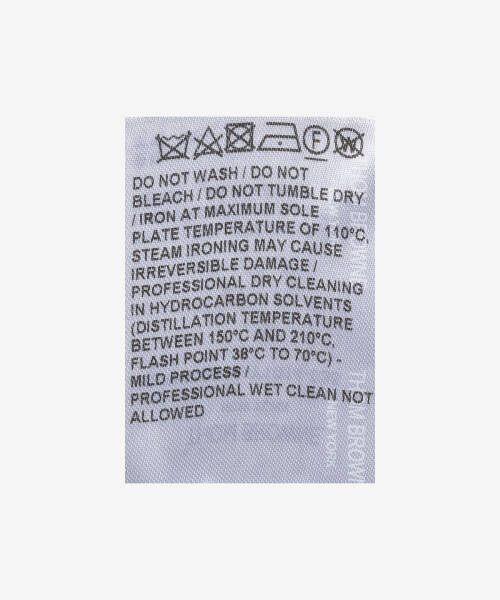 F W
DO NOT WASH / DO NOT
BLEACH / DO NOT TUMBLE DRY
/ IRON AT MAXIMUM SOLE
PLATE TEMPERATURE OF 110°C,
STEAM IRONING MAY CAUSE
IRREVERSIBLE DAMAGE /
PROFESSIONAL DRY CLEANING
IN HYDROCARBON SOLVENTS
(DISTILLATION TEMPERATURE
BETWEEN 150°C AND 210°C,
FLASH POINT 38°C TO 70°C) -
MILD PROCESS /
PROFESSIONAL WET CLEAN NOT
ALLOWED
NEW YORK